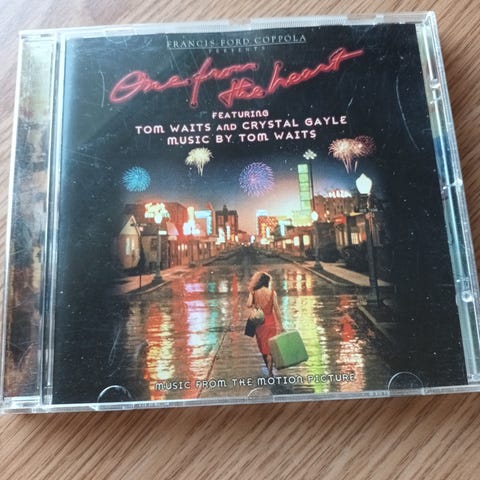 FRANCIS FORD COPPOLA
PRESENTS
One from
the heart
FEATURING
TOM WAITS AND CRYSTAL GAYLE
MUSIC BY TOM WAITS
MUSIC FROM THE MOTION PICTURE